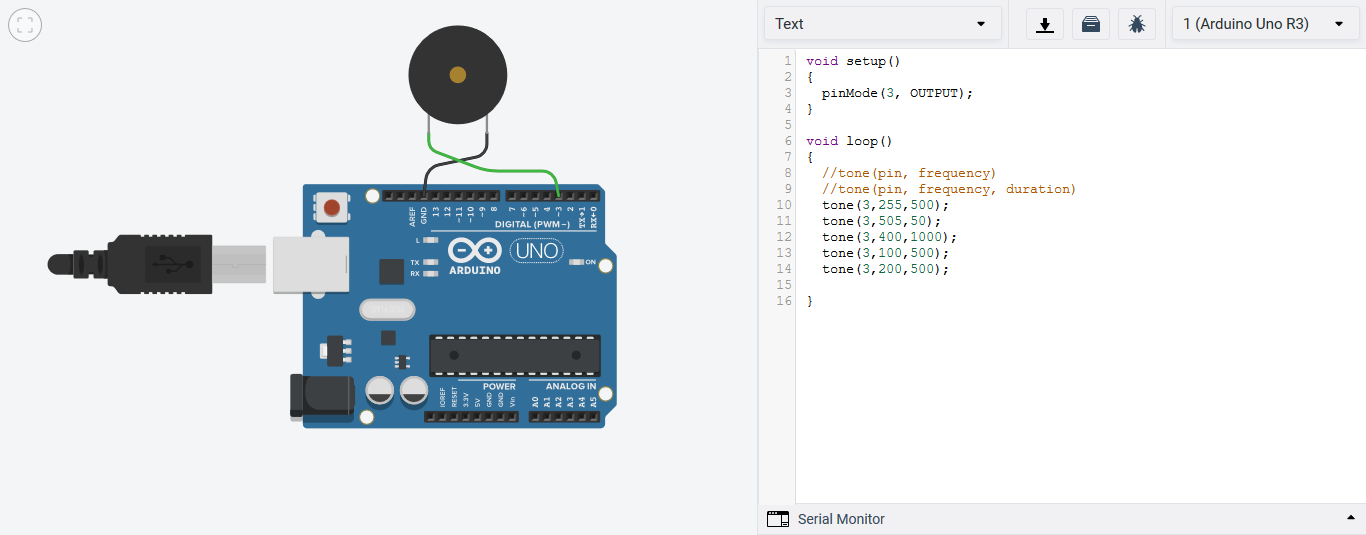 Text
1 (Arduino Uno R3)
1 void setup()
2 {
3   pinMode(3, OUTPUT);
4 }
5
6 void loop()
7 {
8   //tone(pin, frequency)
9   //tone(pin, frequency, duration)
10   tone(3,255,500);
11   tone(3,505,50);
12   tone(3,400,1000);
13   tone(3,100,500);
14   tone(3,200,500);
15
16 }
Serial Monitor
AREF
GND
13
12
~11
~10
~9
8
7
~6
~5
4
~3
2
TX→1
RX←0
DIGITAL (PWM~)
L
TX
RX
ARDUINO
UNO
ON
POWER
ANALOG IN
IOREF
RESET
3.3V
5V
GND
GND
Vin
A0
A1
A2
A3
A4
A5